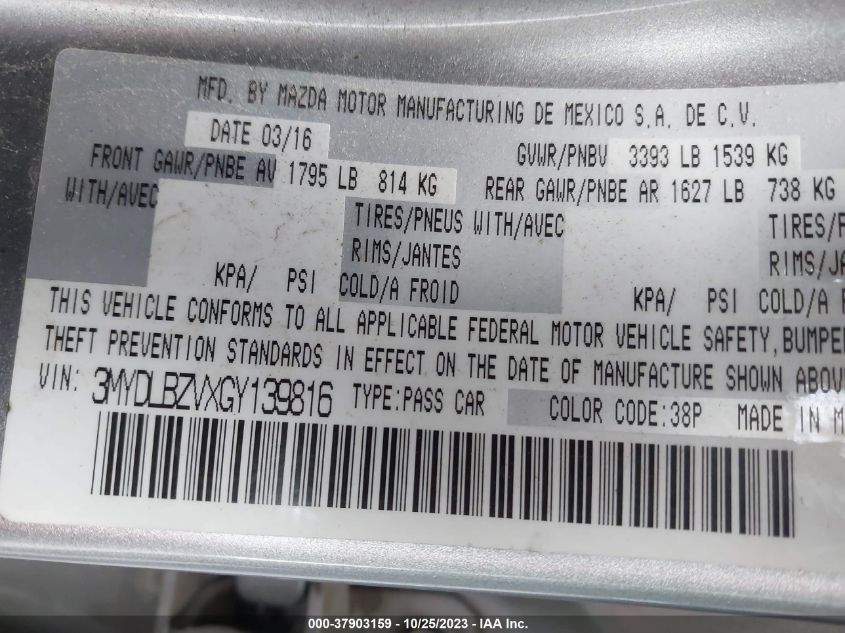 MFD. BY MAZDA MOTOR MANUFACTURING DE MEXICO S.A. DE C.V.
DATE 03/16 GVWR/PNBV 3393 LB 1539 KG
FRONT GAWR/PNBE AV 1795 LB 814 KG REAR GAWR/PNBE AR 1627 LB 738 KG
WITH/AVEC TIRES/PNEUS WITH/AVEC TIRES/P
RIMS/JANTES RIMS/JA
KPA/ PSI COLD/A FROID KPA/ PSI COLD/A F
THIS VEHICLE CONFORMS TO ALL APPLICABLE FEDERAL MOTOR VEHICLE SAFETY, BUMPE
THEFT PREVENTION STANDARDS IN EFFECT ON THE DATE OF MANUFACTURE SHOWN ABOV
VIN: 3MYDLBZVXGY139816 TYPE:PASS CAR COLOR CODE:38P MADE IN M
000-37903159 - 10/25/2023 - IAA Inc.